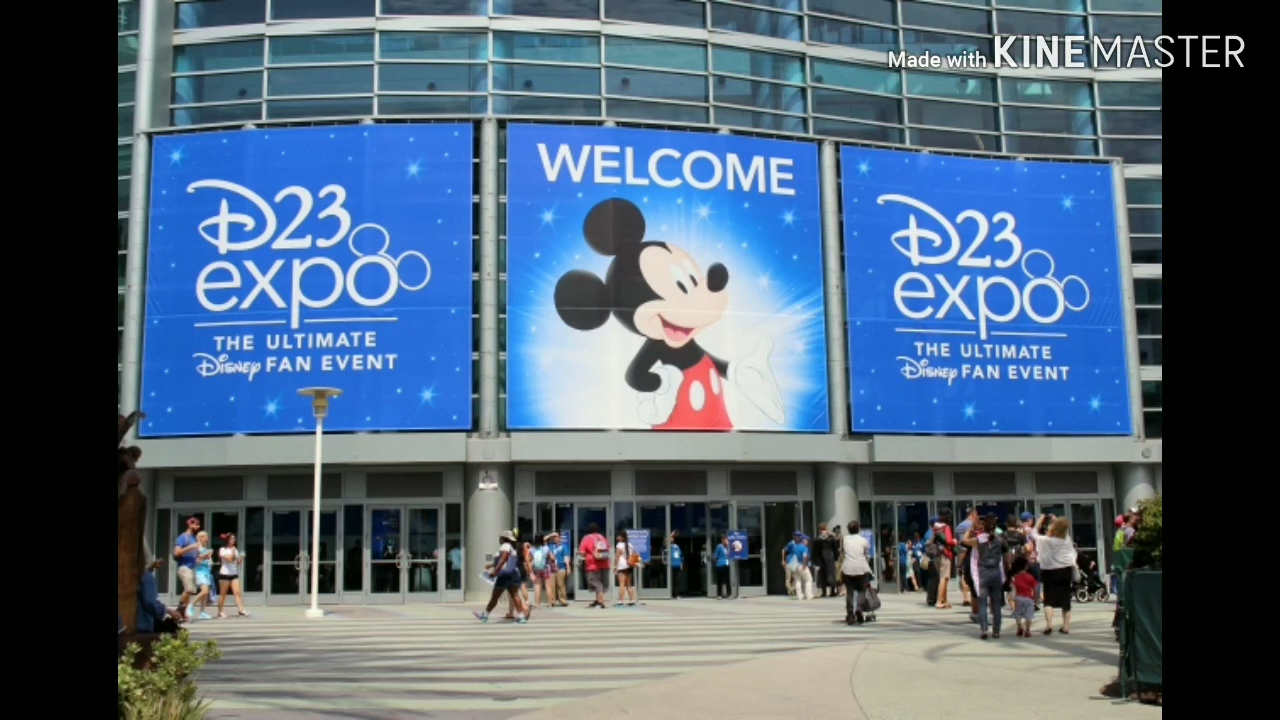 Made with KINEMASTER
D23
expo
THE ULTIMATE
Disney FAN EVENT
WELCOME
D23
expo
THE ULTIMATE
Disney FAN EVENT